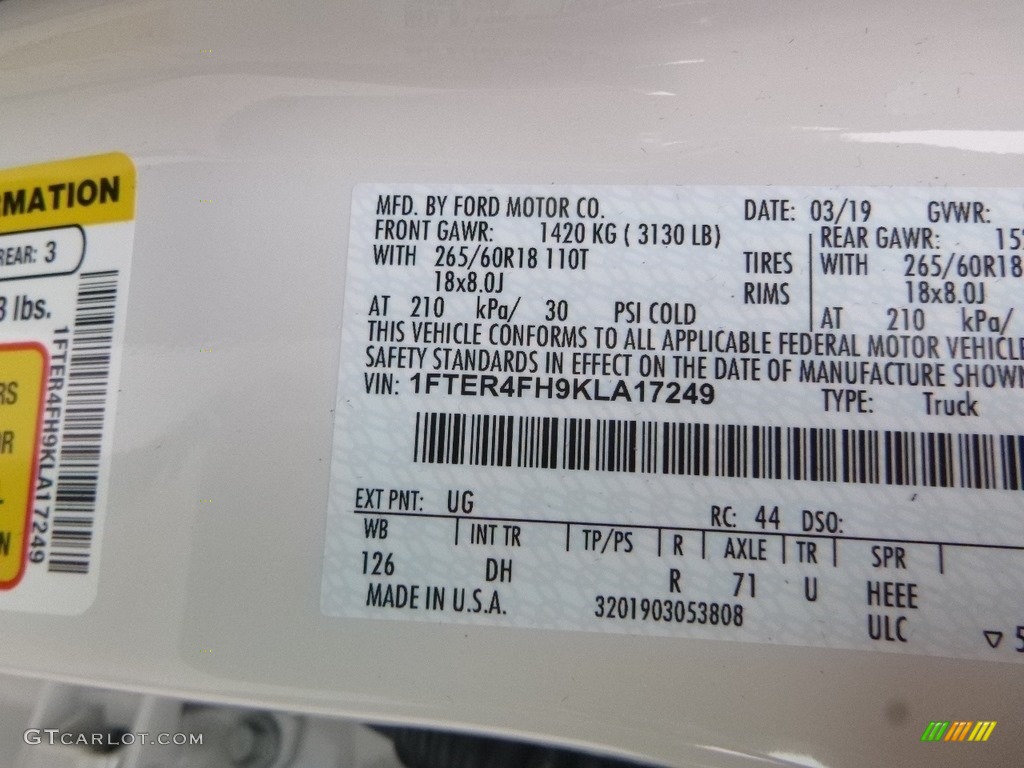 RMATION
REAR: 3
3 lbs.
1FTER4FH9KLA17249
RS
OR
L
N
MFD. BY FORD MOTOR CO. DATE: 03/19 GVWR:
FRONT GAWR: 1420 KG ( 3130 LB) REAR GAWR: 15
WITH 265/60R18 110T TIRES WITH 265/60R18
18x8.0J RIMS 18x8.0J
AT 210 kPa/ 30 PSI COLD AT 210 kPa/
THIS VEHICLE CONFORMS TO ALL APPLICABLE FEDERAL MOTOR VEHICLE
SAFETY STANDARDS IN EFFECT ON THE DATE OF MANUFACTURE SHOWN
VIN: 1FTER4FH9KLA17249 TYPE: Truck
EXT PNT: UG RC: 44 DSO:
WB INT TR TP/PS R AXLE TR SPR
126 DH R 71 U HEEE
MADE IN U.S.A. 3201903053808 ULC ▽ 5
GTCARLOT.COM